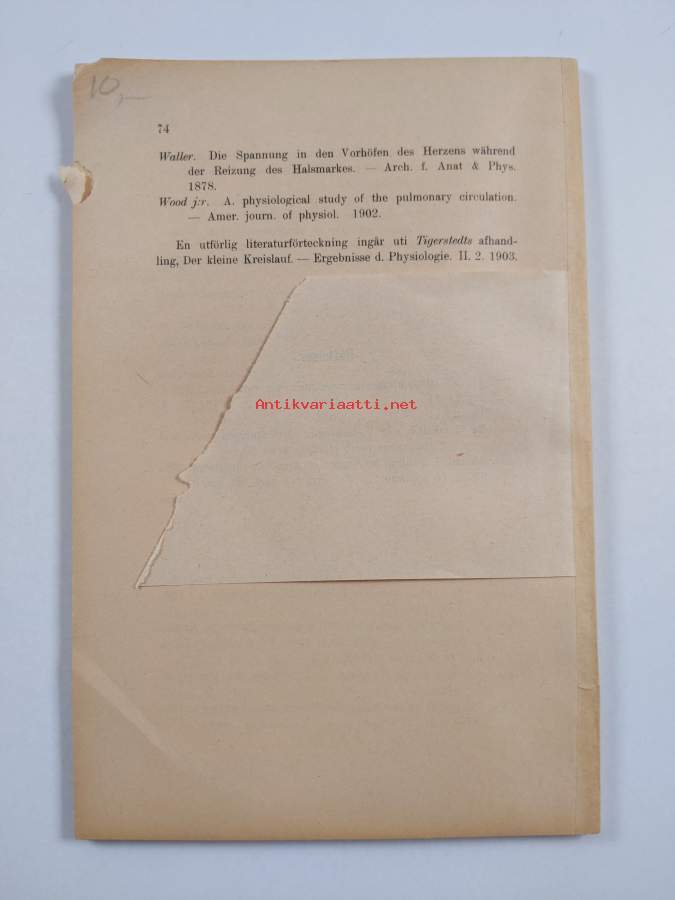 10,—
74
Waller. Die Spannung in den Vorhöfen des Herzens während
der Reizung des Halsmarkes. — Arch. f. Anat & Phys.
1878.
Wood j:r. A. physiological study of the pulmonary circulation.
— Amer. journ. of physiol. 1902.
En utförlig literaturförteckning ingår uti Tigerstedts afhand-
ling, Der kleine Kreislauf. — Ergebnisse d. Physiologie. II. 2. 1903.
Antikvariaatti.net